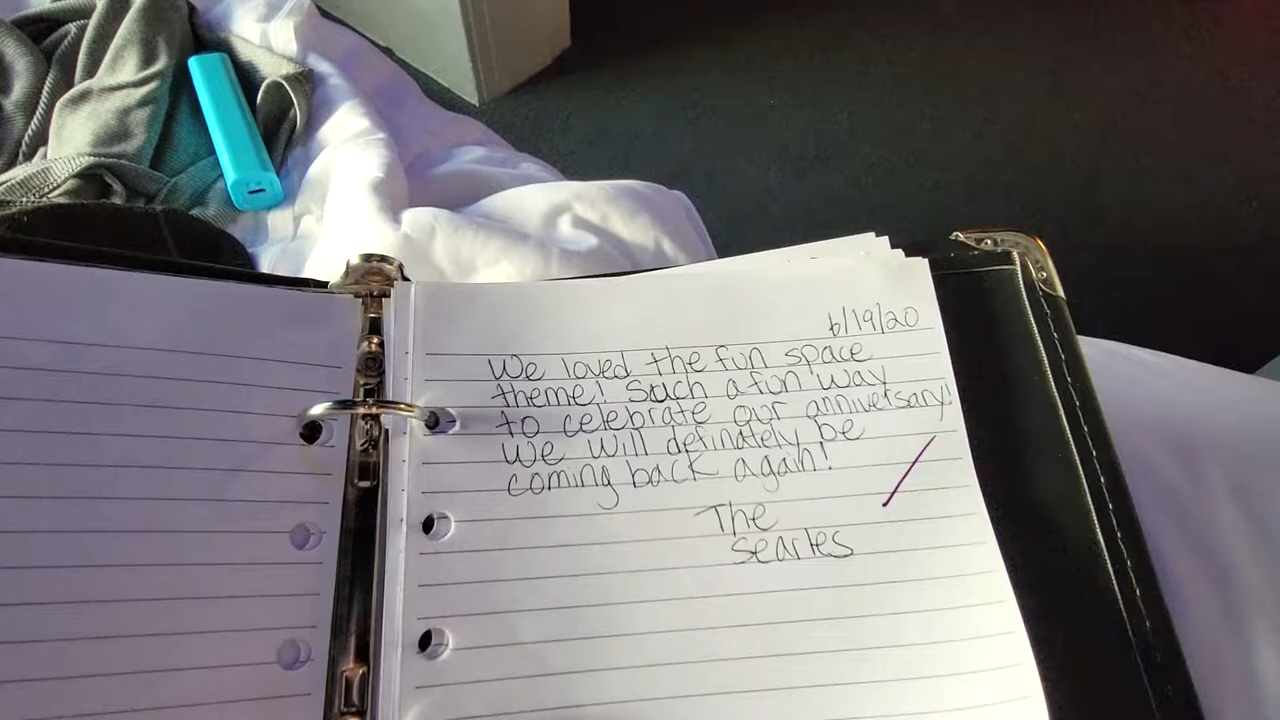 6/19/20
We loved the fun space
theme! Such a fun way
to celebrate our anniversary!
We will definately be
coming back again!
The
Searles